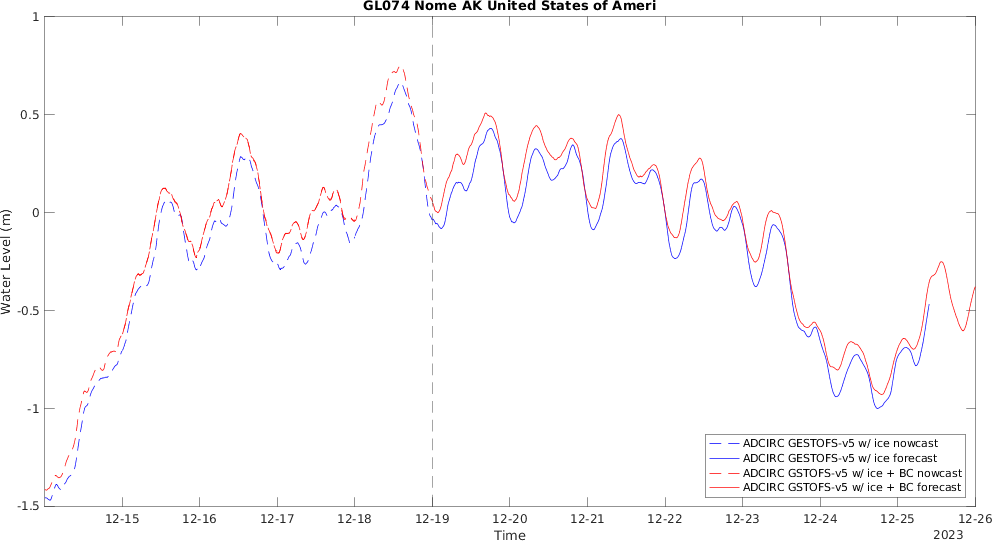 GL074 Nome AK United States of Ameri
1
0.5
0
-0.5
-1
-1.5
Water Level (m)
ADCIRC GESTOFS-v5 w/ ice nowcast
ADCIRC GESTOFS-v5 w/ ice forecast
ADCIRC GSTOFS-v5 w/ ice + BC nowcast
ADCIRC GSTOFS-v5 w/ ice + BC forecast
12-15 12-16 12-17 12-18 12-19 12-20 12-21 12-22 12-23 12-24 12-25 12-26
Time
2023